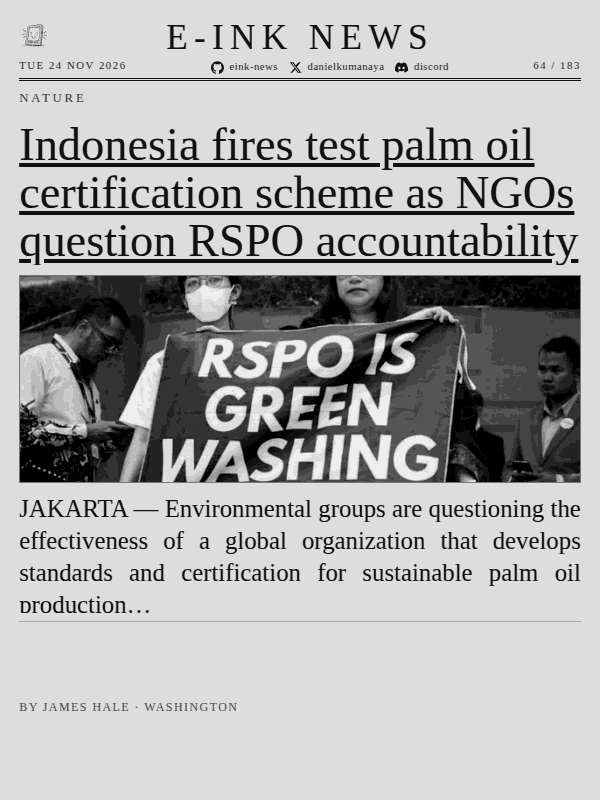 E-INK NEWS
TUE 24 NOV 2026
eink-news
danielkumanaya
discord
64 / 183
NATURE
Indonesia fires test palm oil
certification scheme as NGOs
question RSPO accountability
RSPO IS
GREEN
WASHING
JAKARTA — Environmental groups are questioning the
effectiveness of a global organization that develops
standards and certification for sustainable palm oil
production…
BY JAMES HALE · WASHINGTON